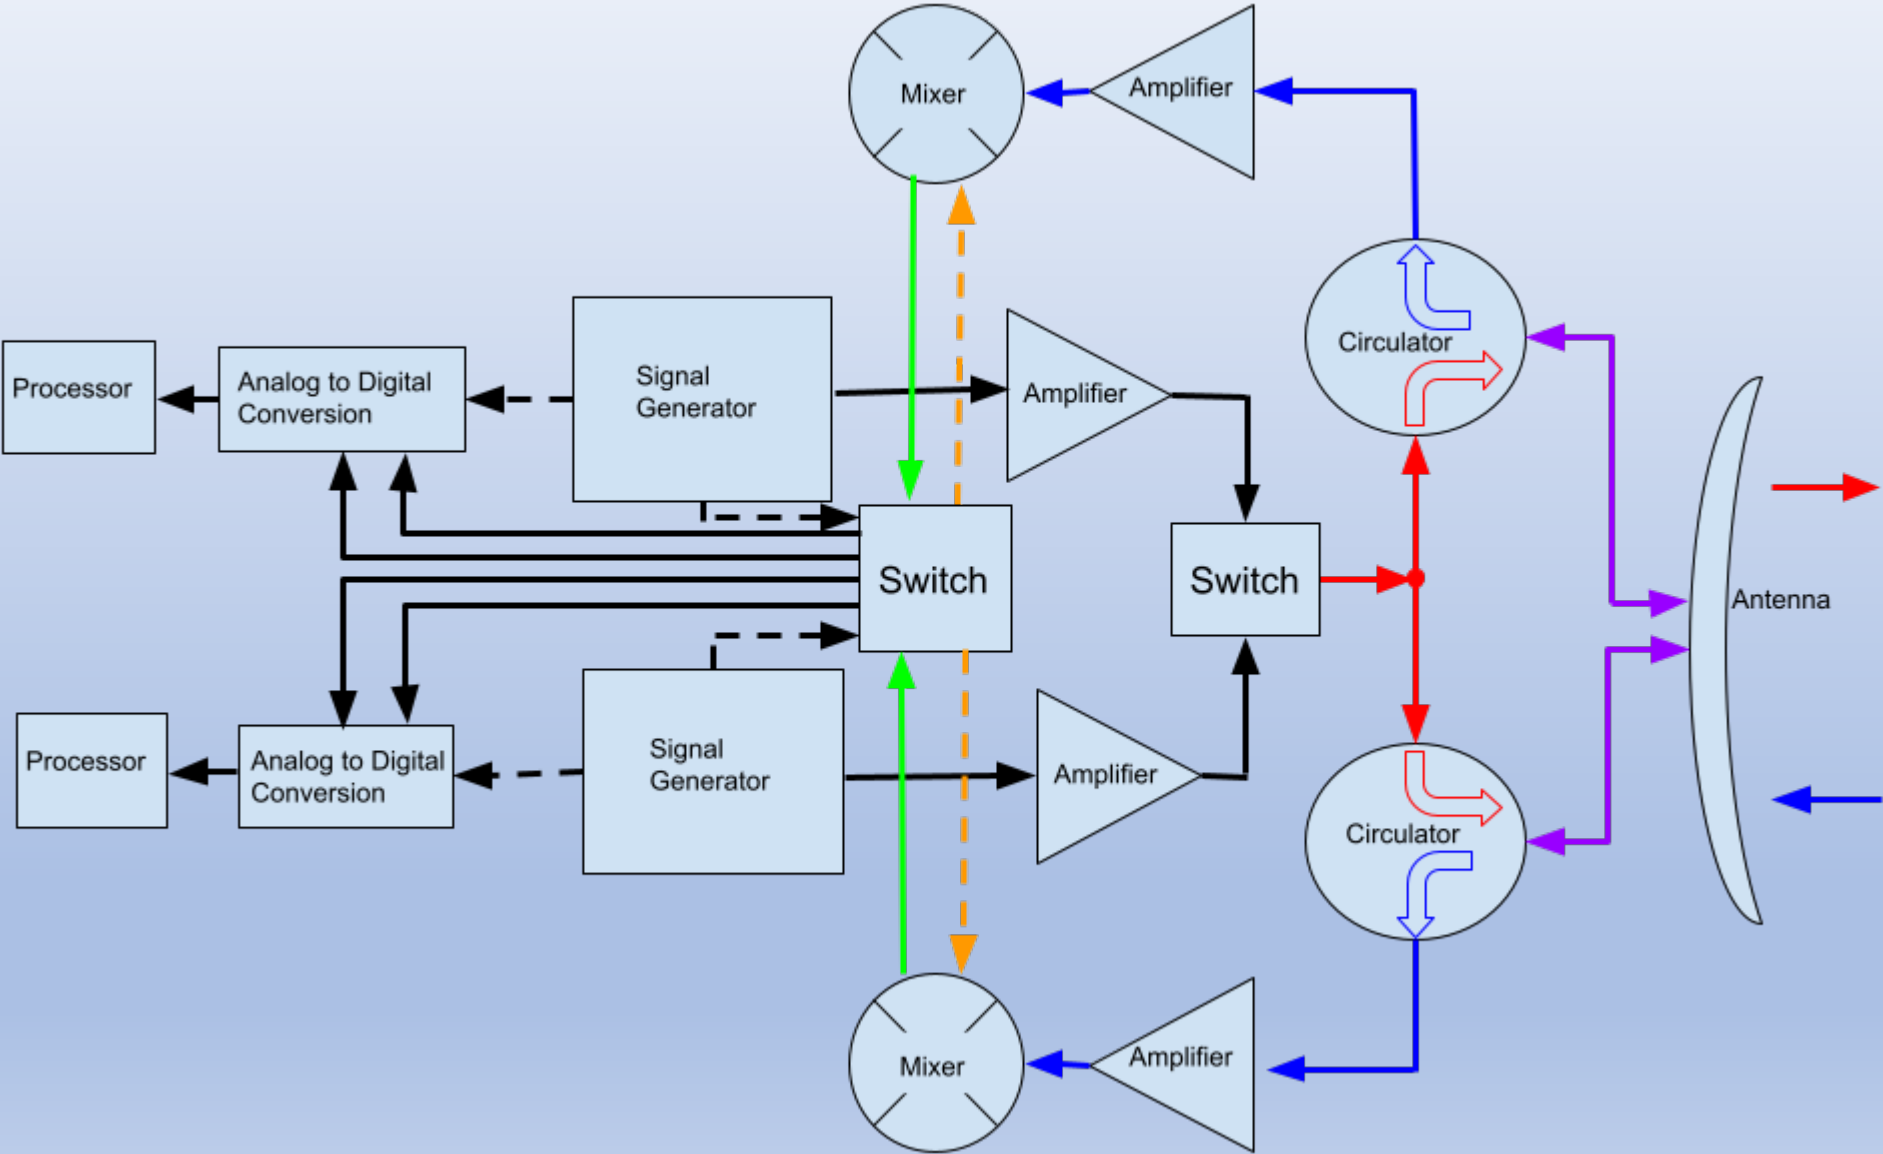 Mixer
Amplifier
Circulator
Signal
Generator
Processor
Analog to Digital
Conversion
Amplifier
Switch
Switch
Antenna
Signal
Generator
Processor
Analog to Digital
Conversion
Amplifier
Circulator
Mixer
Amplifier